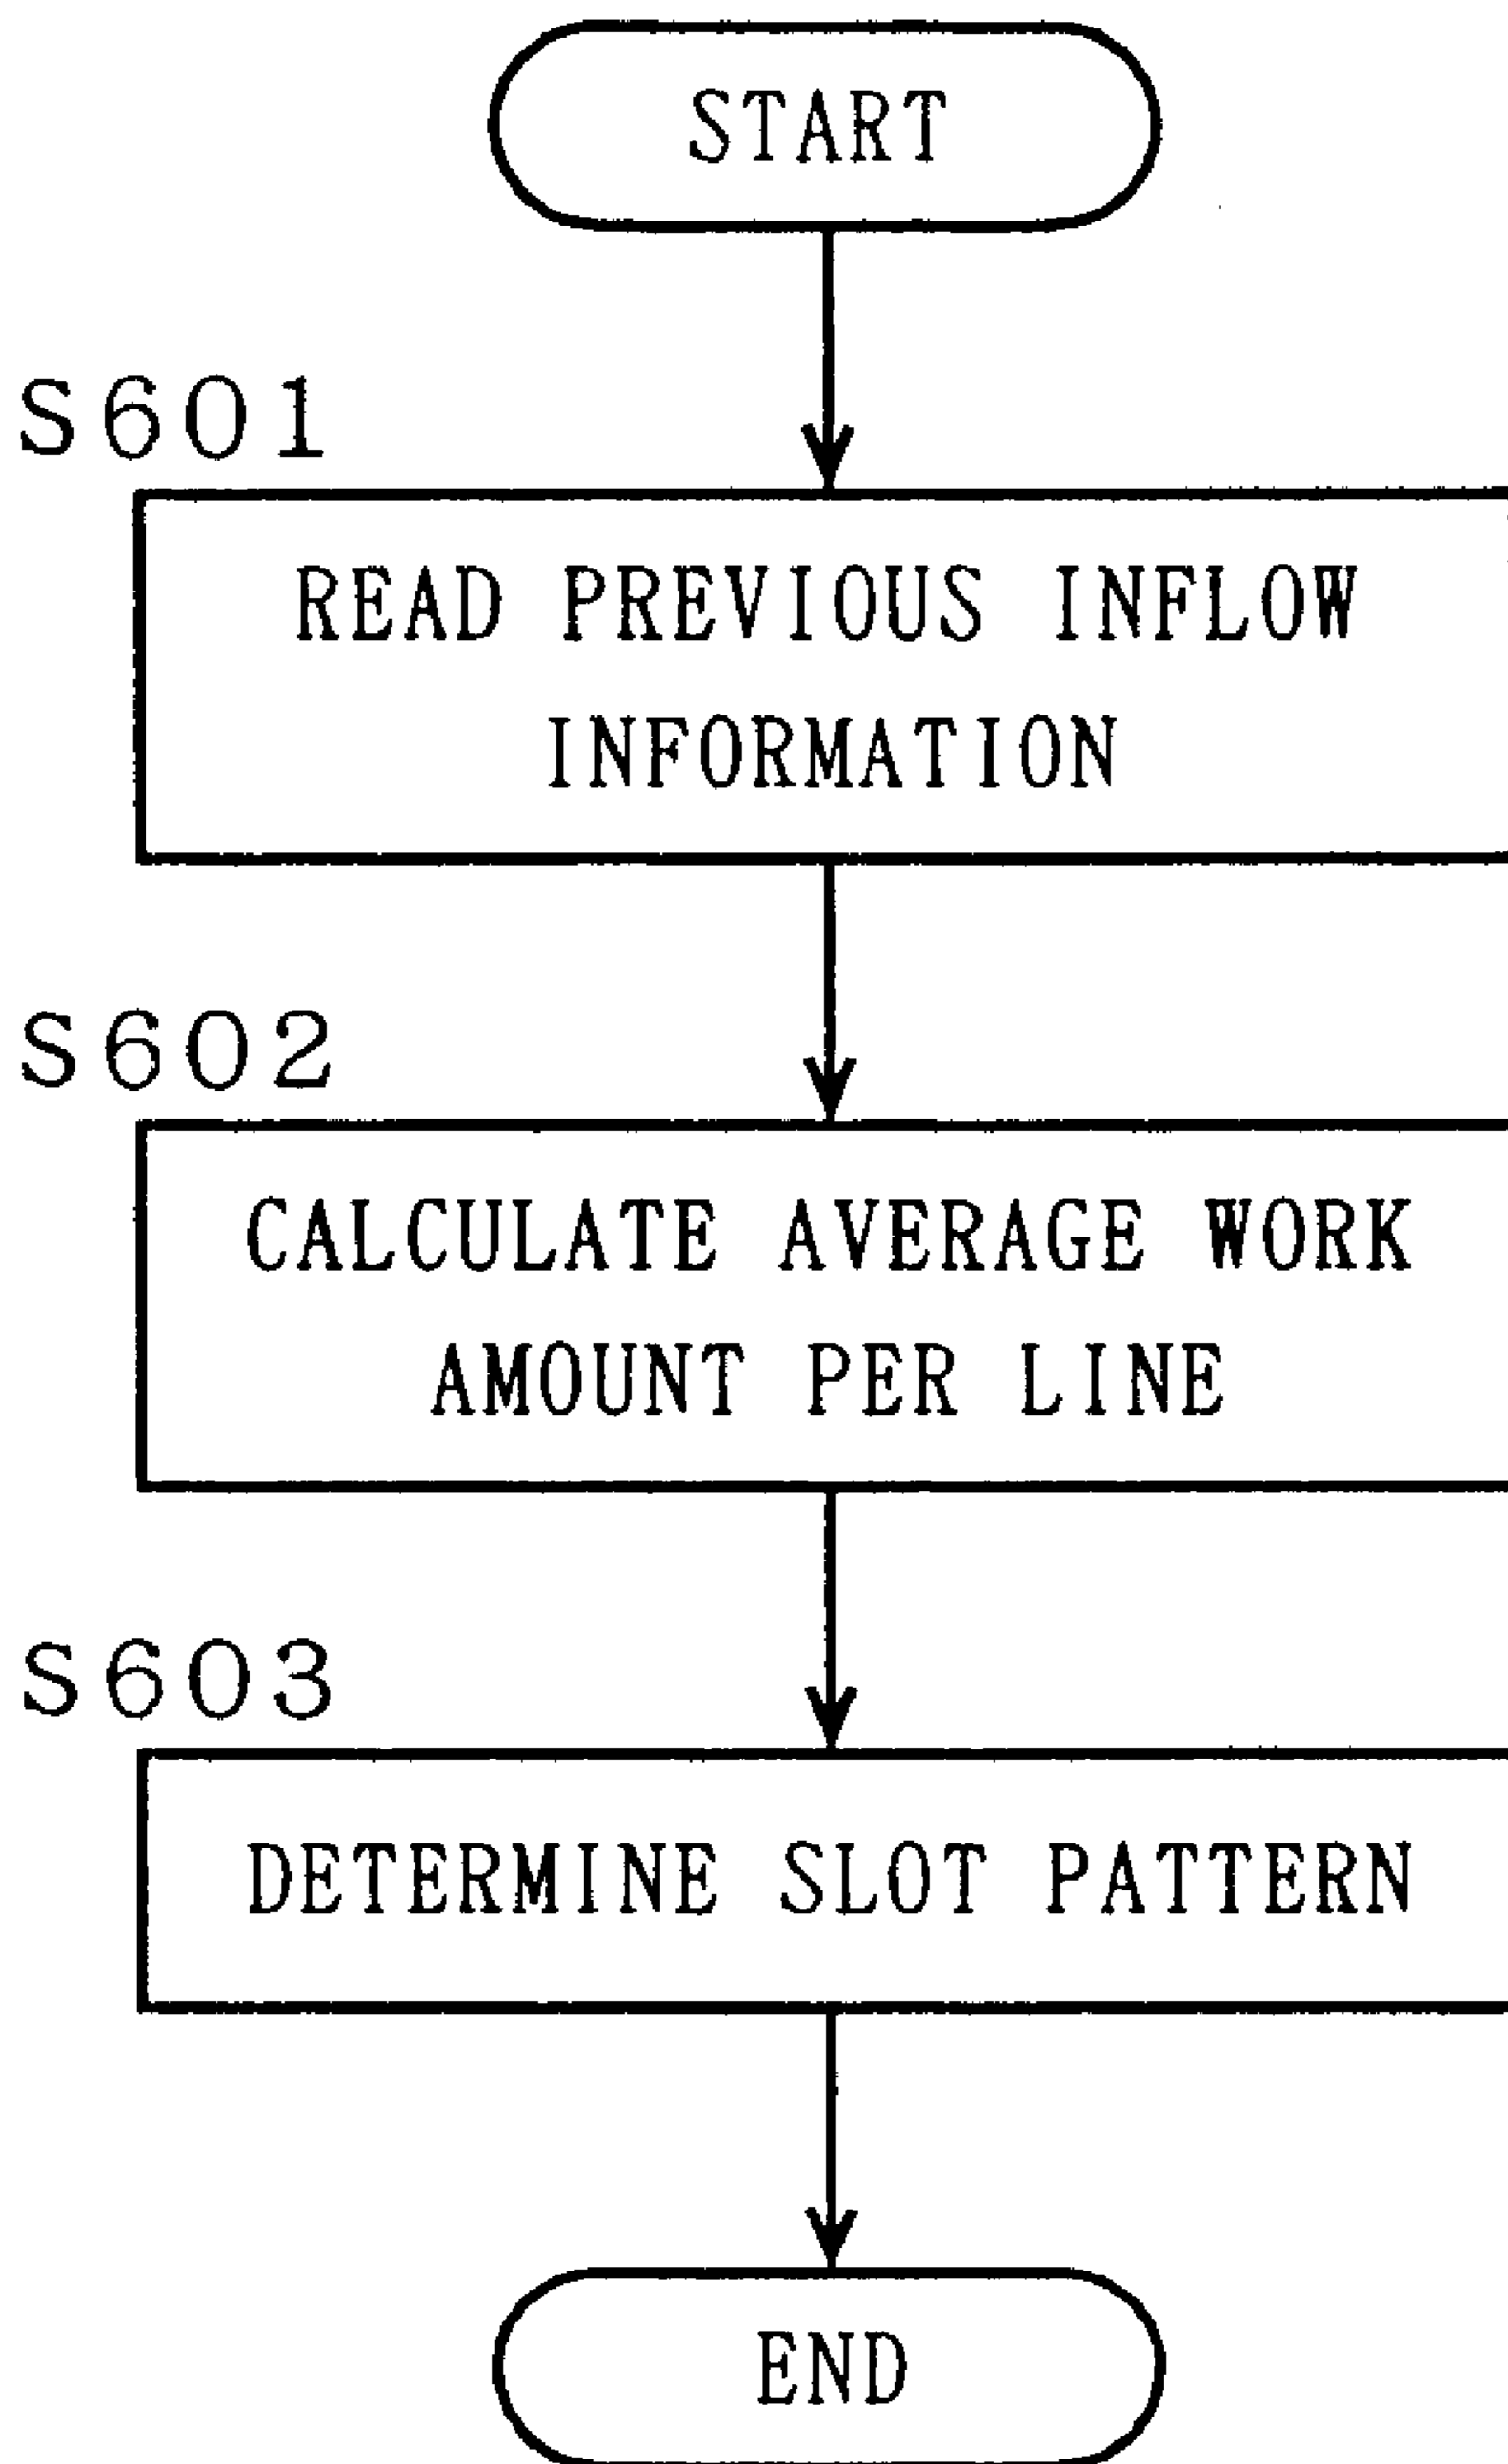 START
S601
READ PREVIOUS INFLOW
INFORMATION
S602
CALCULATE AVERAGE WORK
AMOUNT PER LINE
S603
DETERMINE SLOT PATTERN
END